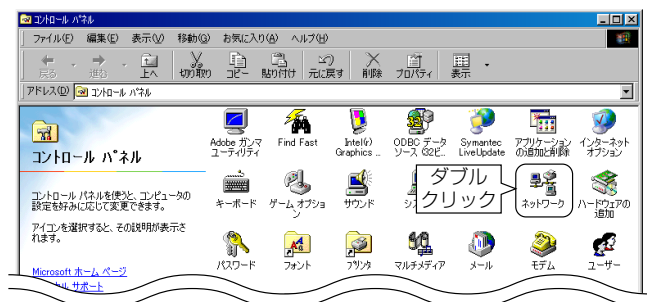 コントロール パネル
ファイル(F) 編集(E) 表示(V) 移動(G) お気に入り(A) ヘルプ(H)
戻る 進む 上へ 切り取り コピー 貼り付け 元に戻す 削除 プロパティ 表示
アドレス(D) コントロール パネル
コントロール パネル
コントロール パネルを使うと、コンピュータの
設定を好みに応じて変更できます。
アイコンを選択すると、その説明が表示さ
れます。
Microsoft ホーム ページ
サポート
Adobe ガンマ
ユーティリティ
Find Fast
Intel(r)
Graphics ...
ODBC データ
ソース (32ビ...
Symantec
LiveUpdate
アプリケーション
の追加と削除
インターネット
オプション
キーボード
ゲーム オプショ
ン
サウンド
シス
ダブル
クリック
ネットワーク
ハードウェアの
追加
パスワード
フォント
プリンタ
マルチメディア
メール
モデム
ユーザー